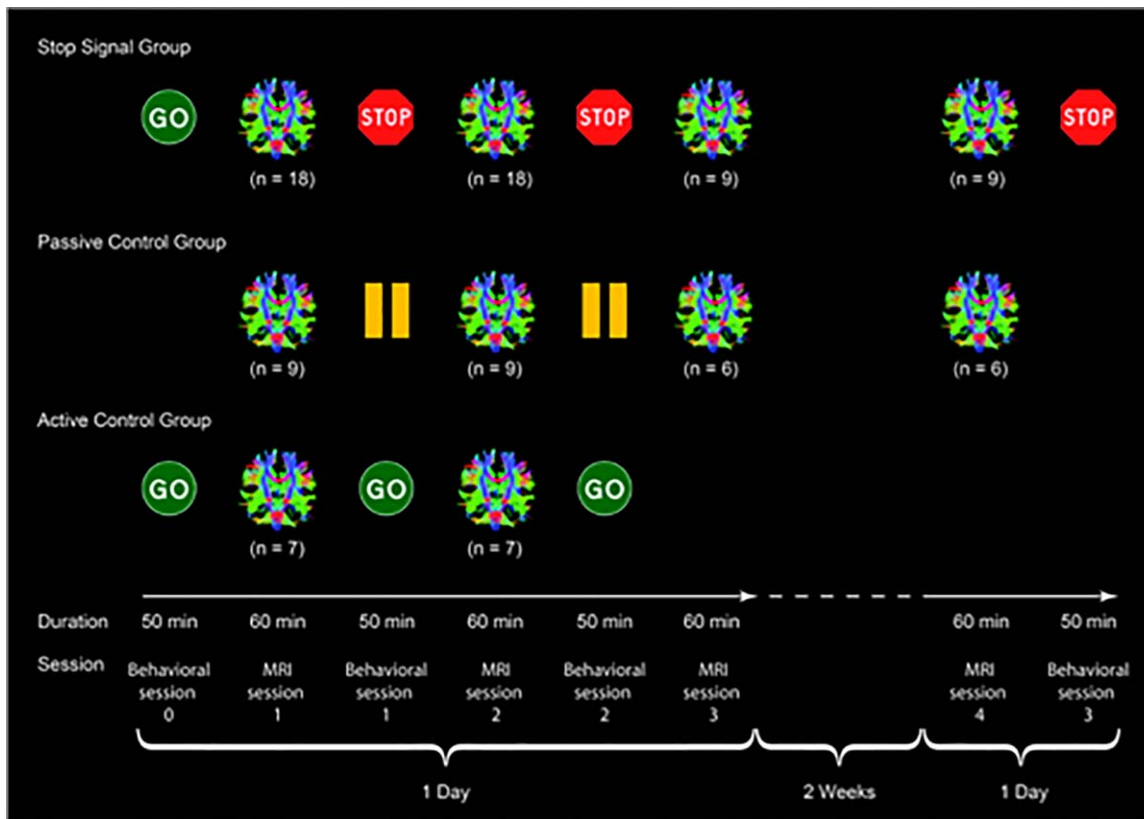 Stop Signal Group
GO STOP STOP STOP
(n = 18) (n = 18) (n = 9) (n = 9)
Passive Control Group
(n = 9) (n = 9) (n = 6) (n = 6)
Active Control Group
GO GO GO
(n = 7) (n = 7)
Duration 50 min 60 min 50 min 60 min 50 min 60 min 60 min 50 min
Session Behavioral MRI Behavioral MRI Behavioral MRI MRI Behavioral
session session session session session session session session
0 1 1 2 2 3 4 3
1 Day 2 Weeks 1 Day